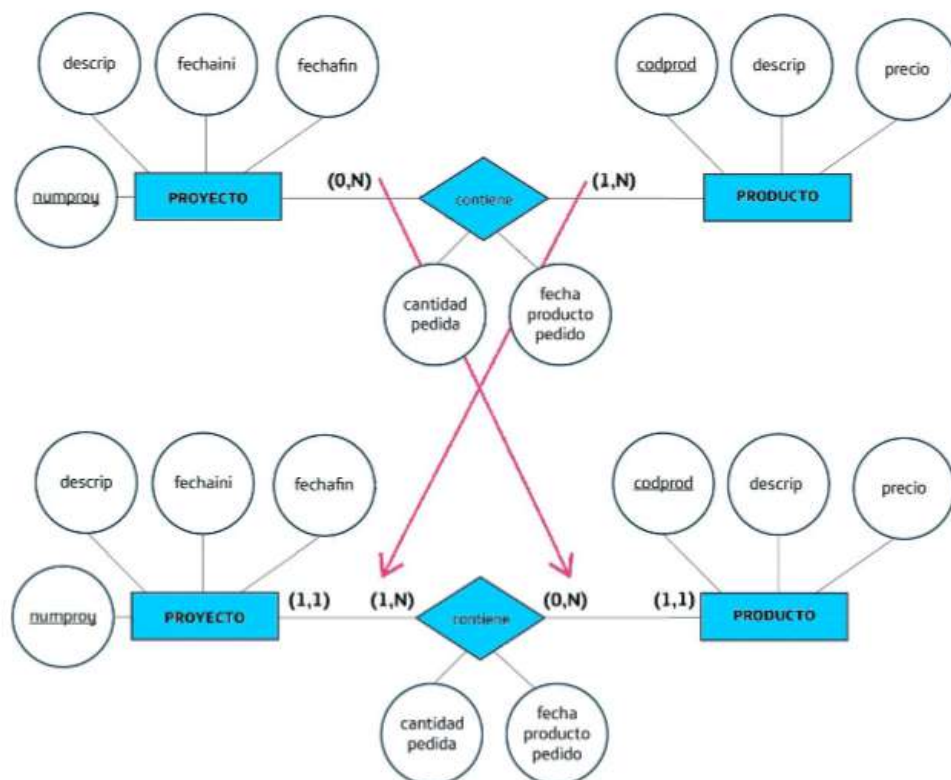 descrip
fechaini
fechafin
codprod
descrip
precio
numproy
PROYECTO
(0,N)
contiene
(1,N)
PRODUCTO
cantidad
pedida
fecha
producto
pedido
descrip
fechaini
fechafin
codprod
descrip
precio
numproy
PROYECTO
(1,1)
(1,N)
contiene
(0,N)
(1,1)
PRODUCTO
cantidad
pedida
fecha
producto
pedido